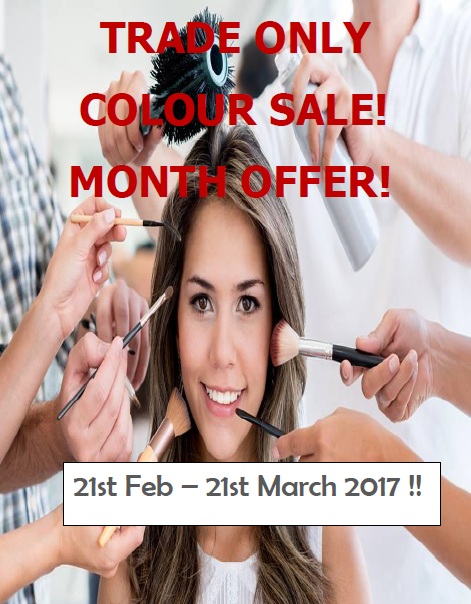 TRADE ONLY
COLOUR SALE!
MONTH OFFER!
21st Feb – 21st March 2017 !!